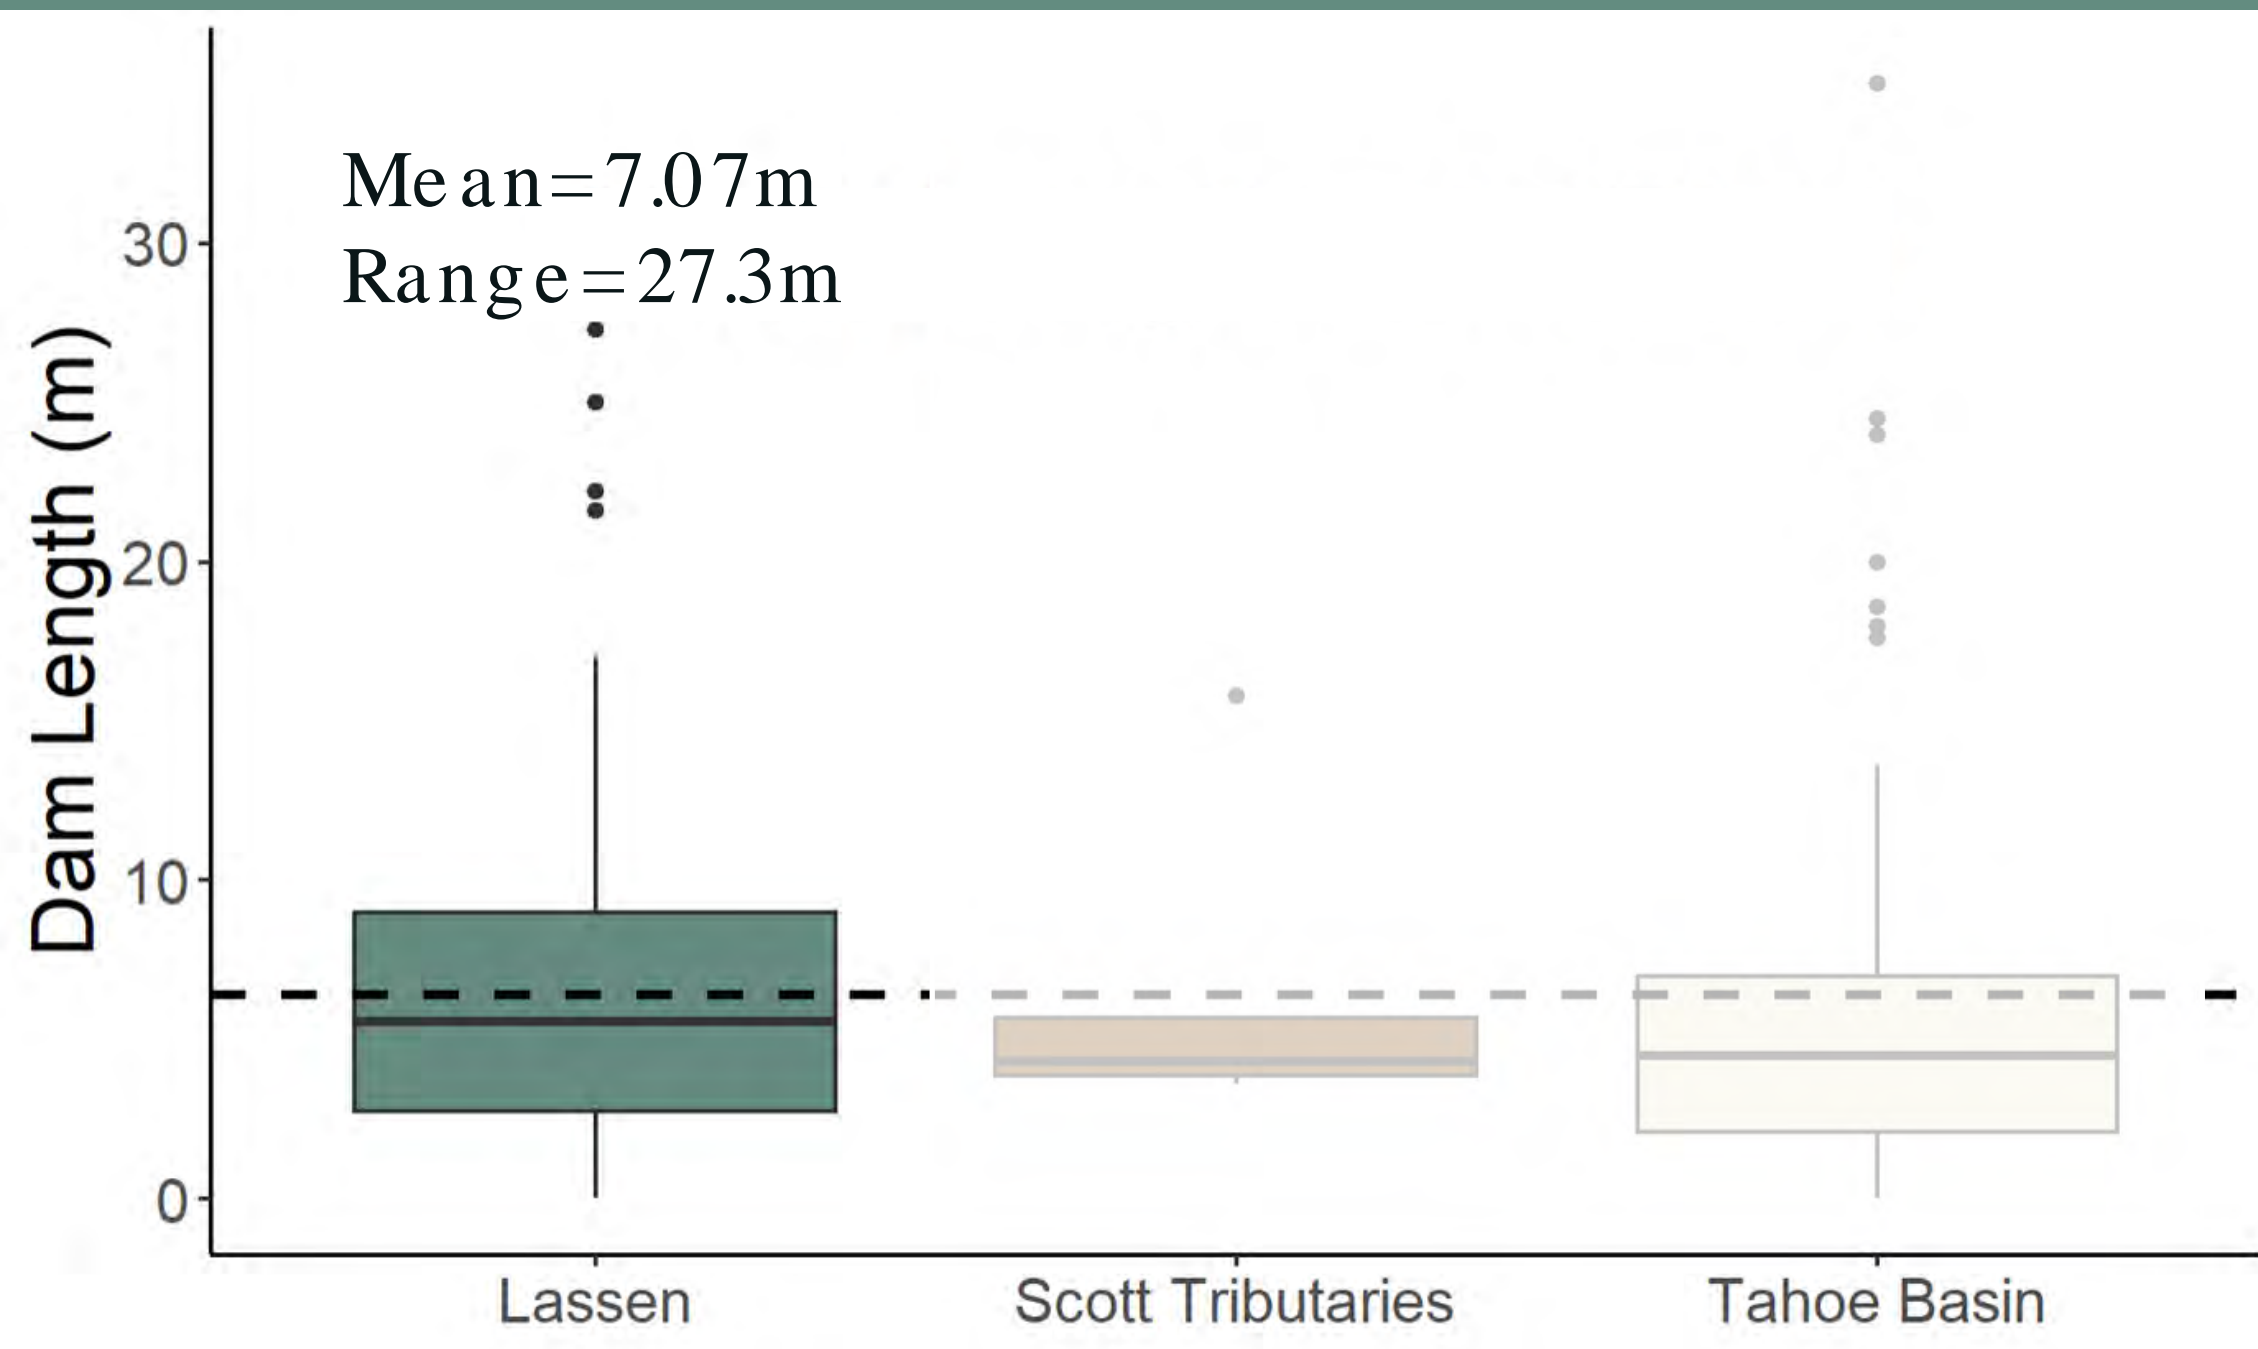 Mean=7.07m
Range=27.3m
Dam Length (m)
30
20
10
0
Lassen
Scott Tributaries
Tahoe Basin